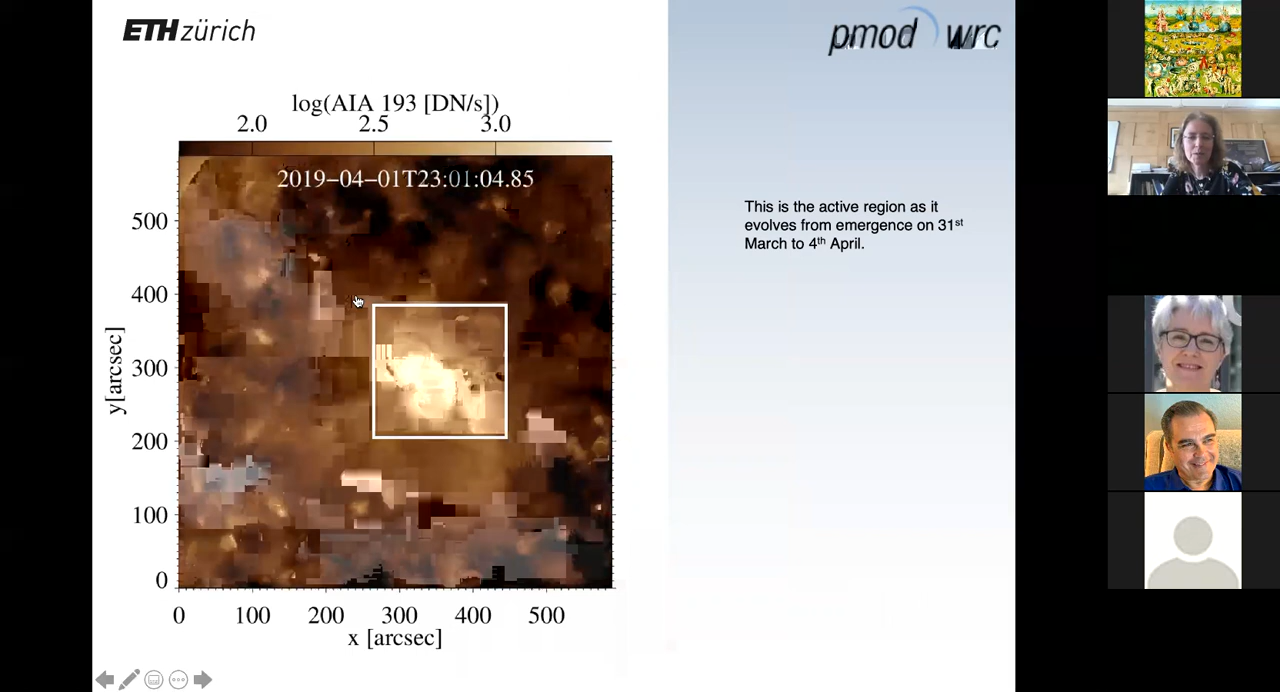 ETH zürich
pmod wrc
log(AIA 193 [DN/s])
2.0 2.5 3.0
2019-04-01T23:01:04.85
500
400
300
200
100
0
y[arcsec]
0 100 200 300 400 500
x [arcsec]
This is the active region as it
evolves from emergence on 31st
March to 4th April.